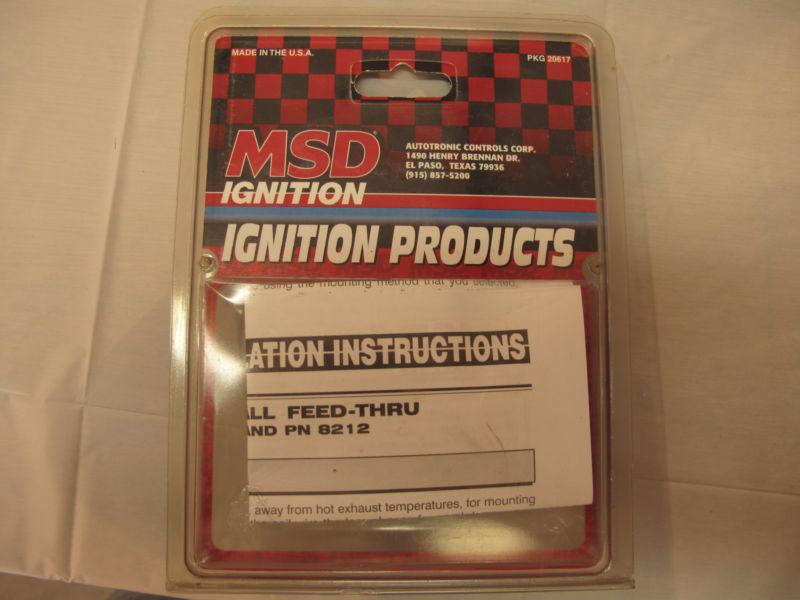 MADE IN THE U.S.A.
PKG 20617
MSD
IGNITION
AUTOTRONIC CONTROLS CORP.
1490 HENRY BRENNAN DR.
EL PASO, TEXAS 79936
(915) 857-5200
IGNITION PRODUCTS
using the mounting method that you selected.
ATION INSTRUCTIONS
ALL FEED-THRU
AND PN 8212
away from hot exhaust temperatures, for mounting